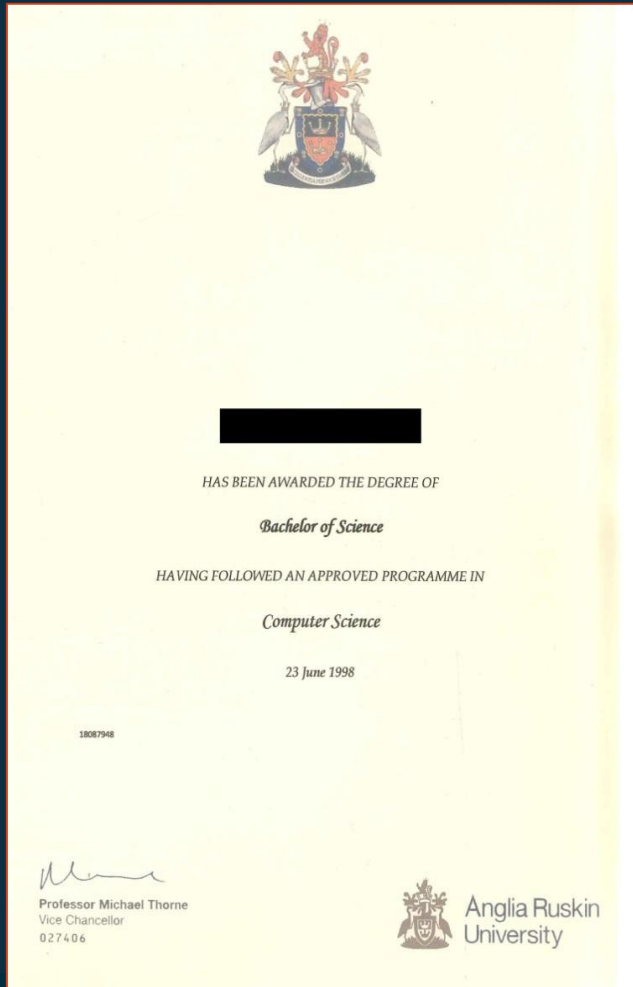 HAS BEEN AWARDED THE DEGREE OF
Bachelor of Science
HAVING FOLLOWED AN APPROVED PROGRAMME IN
Computer Science
23 June 1998
18087948
Professor Michael Thorne
Vice Chancellor
027406
Anglia Ruskin
University